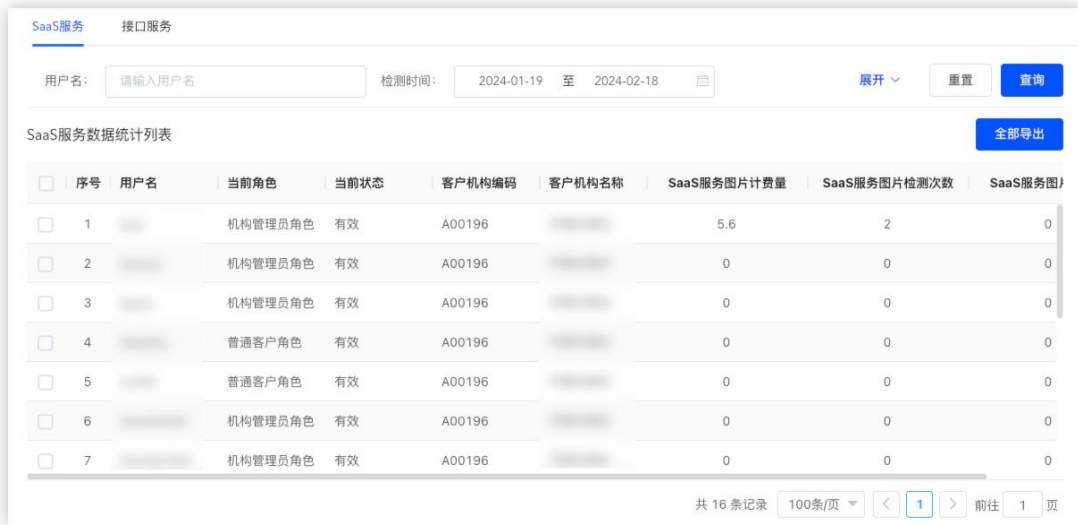 SaaS服务 接口服务
用户名: 请输入用户名 检测时间: 2024-01-19 至 2024-02-18 展开 重置 查询
SaaS服务数据统计列表 全部导出
序号 用户名 当前角色 当前状态 客户机构编码 客户机构名称 SaaS服务图片计费量 SaaS服务图片检测次数 SaaS服务图
1 机构管理员角色 有效 A00196 5.6 2 0
2 机构管理员角色 有效 A00196 0 0 0
3 机构管理员角色 有效 A00196 0 0 0
4 普通客户角色 有效 A00196 0 0 0
5 普通客户角色 有效 A00196 0 0 0
6 机构管理员角色 有效 A00196 0 0 0
7 机构管理员角色 有效 A00196 0 0 0
共 16 条记录 100条/页 1 前往 1 页